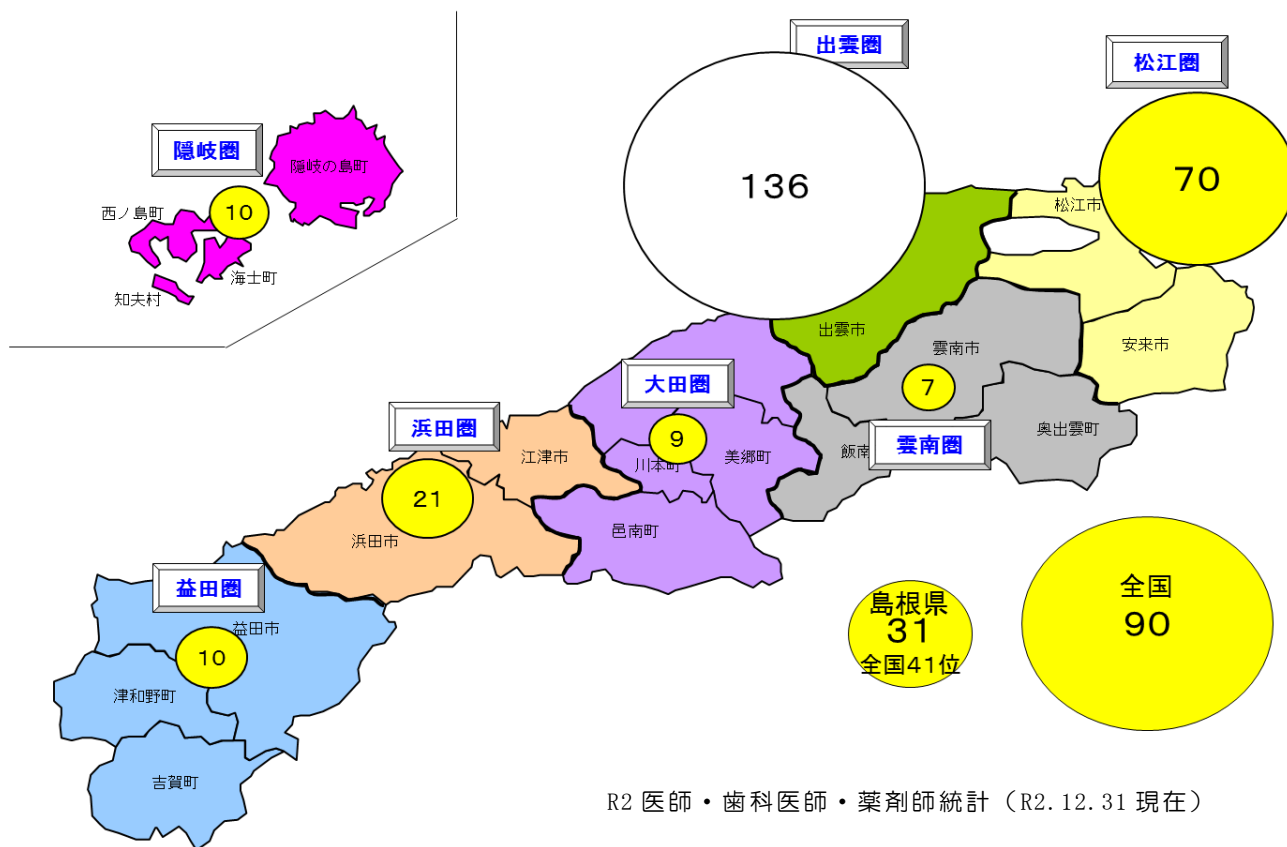 出雲圏
松江圏
136
70
隠岐圏
隠岐の島町
西ノ島町
10
海士町
知夫村
松江市
出雲市
雲南市
安来市
大田圏
7
浜田圏
9
美郷町
飯南
雲南圏
奥出雲町
江津市
川本町
21
浜田市
邑南町
益田圏
益田市
10
津和野町
吉賀町
島根県
31
全国41位
全国
90
R2 医師・歯科医師・薬剤師統計（R2.12.31 現在）